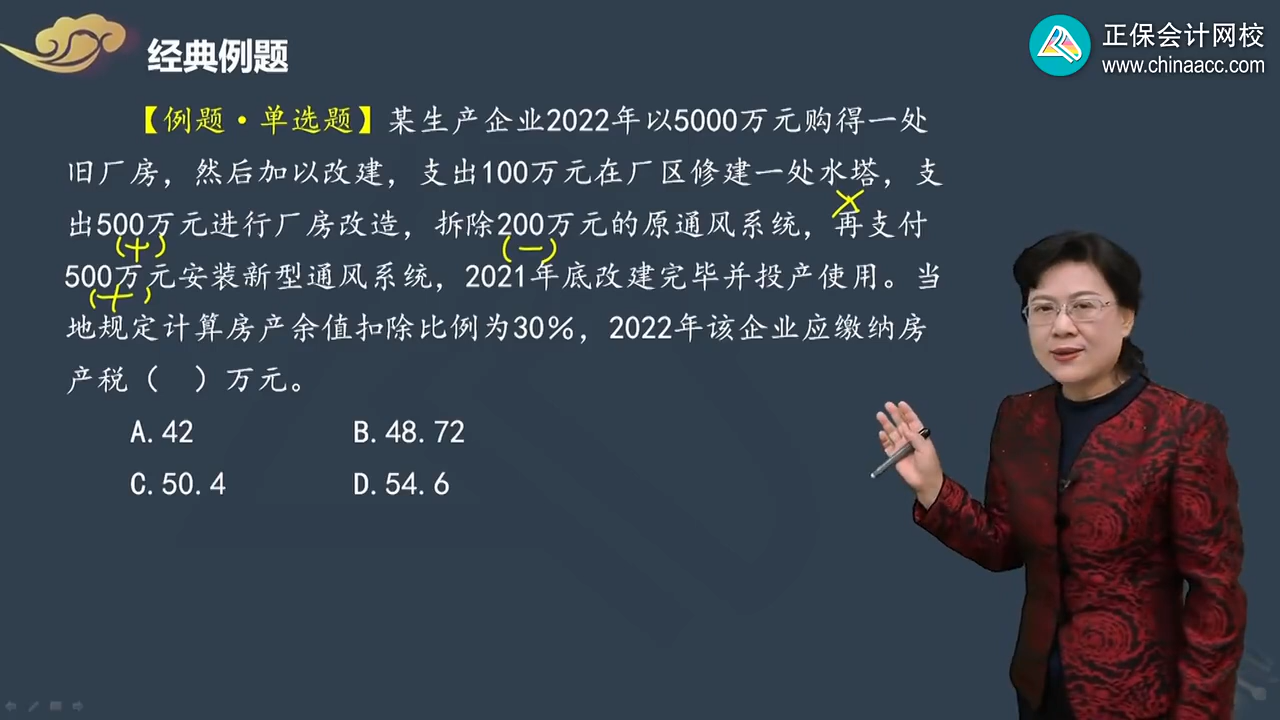 经典例题
正保会计网校
www.chinaacc.com
【例题·单选题】某生产企业2022年以5000万元购得一处
旧厂房，然后加以改建，支出100万元在厂区修建一处水塔，支
出500万元进行厂房改造，拆除200万元的原通风系统，再支付
500万元安装新型通风系统，2021年底改建完毕并投产使用。当
地规定计算房产余值扣除比例为30%，2022年该企业应缴纳房
产税（ ）万元。
A.42 B.48.72
C.50.4 D.54.6
(+) (-)
(+)